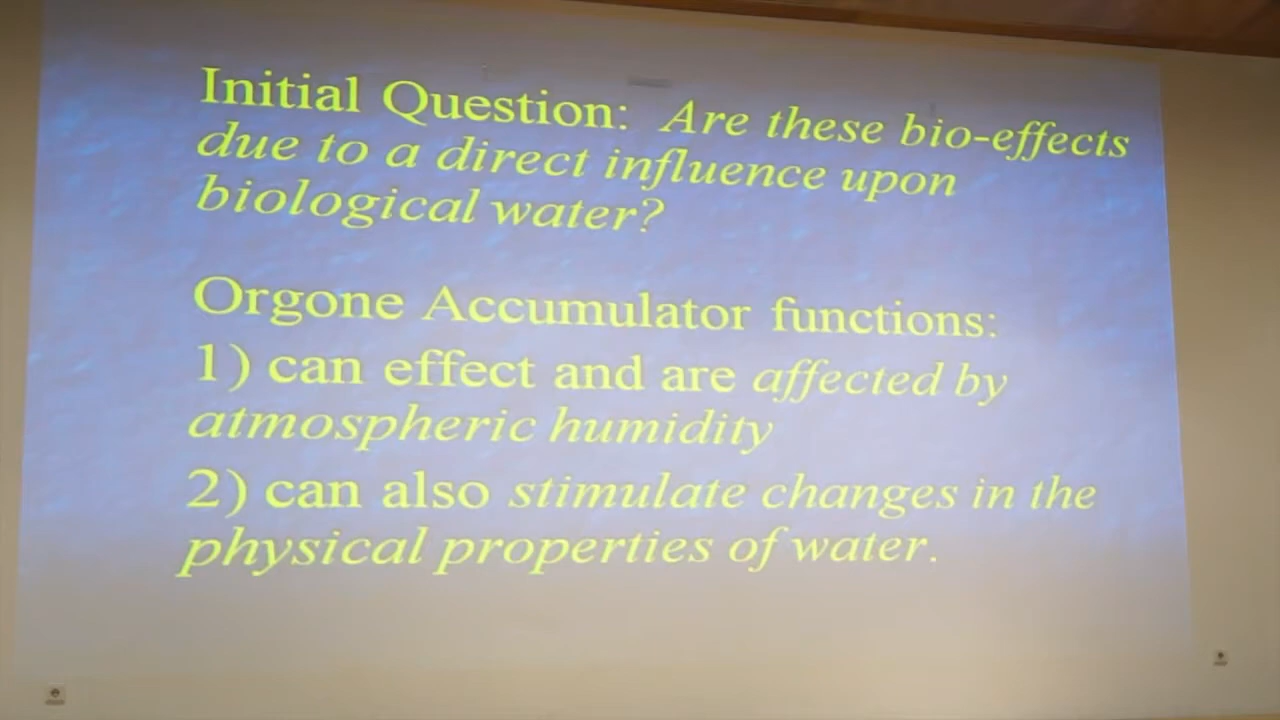 Initial Question: Are these bio-effects
due to a direct influence upon
biological water?
Orgone Accumulator functions:
1) can effect and are affected by
atmospheric humidity
2) can also stimulate changes in the
physical properties of water.